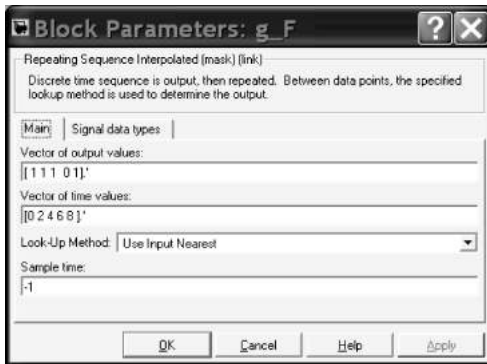 Block Parameters: g_F
Repeating Sequence Interpolated (mask) (link)
Discrete time sequence is output, then repeated. Between data points, the specified
lookup method is used to determine the output.
Main Signal data types
Vector of output values:
[ 1 1 1 0 1].'
Vector of time values:
[0 2 4 6 8 ].'
Look-Up Method: Use Input Nearest
Sample time:
-1
OK Cancel Help Apply